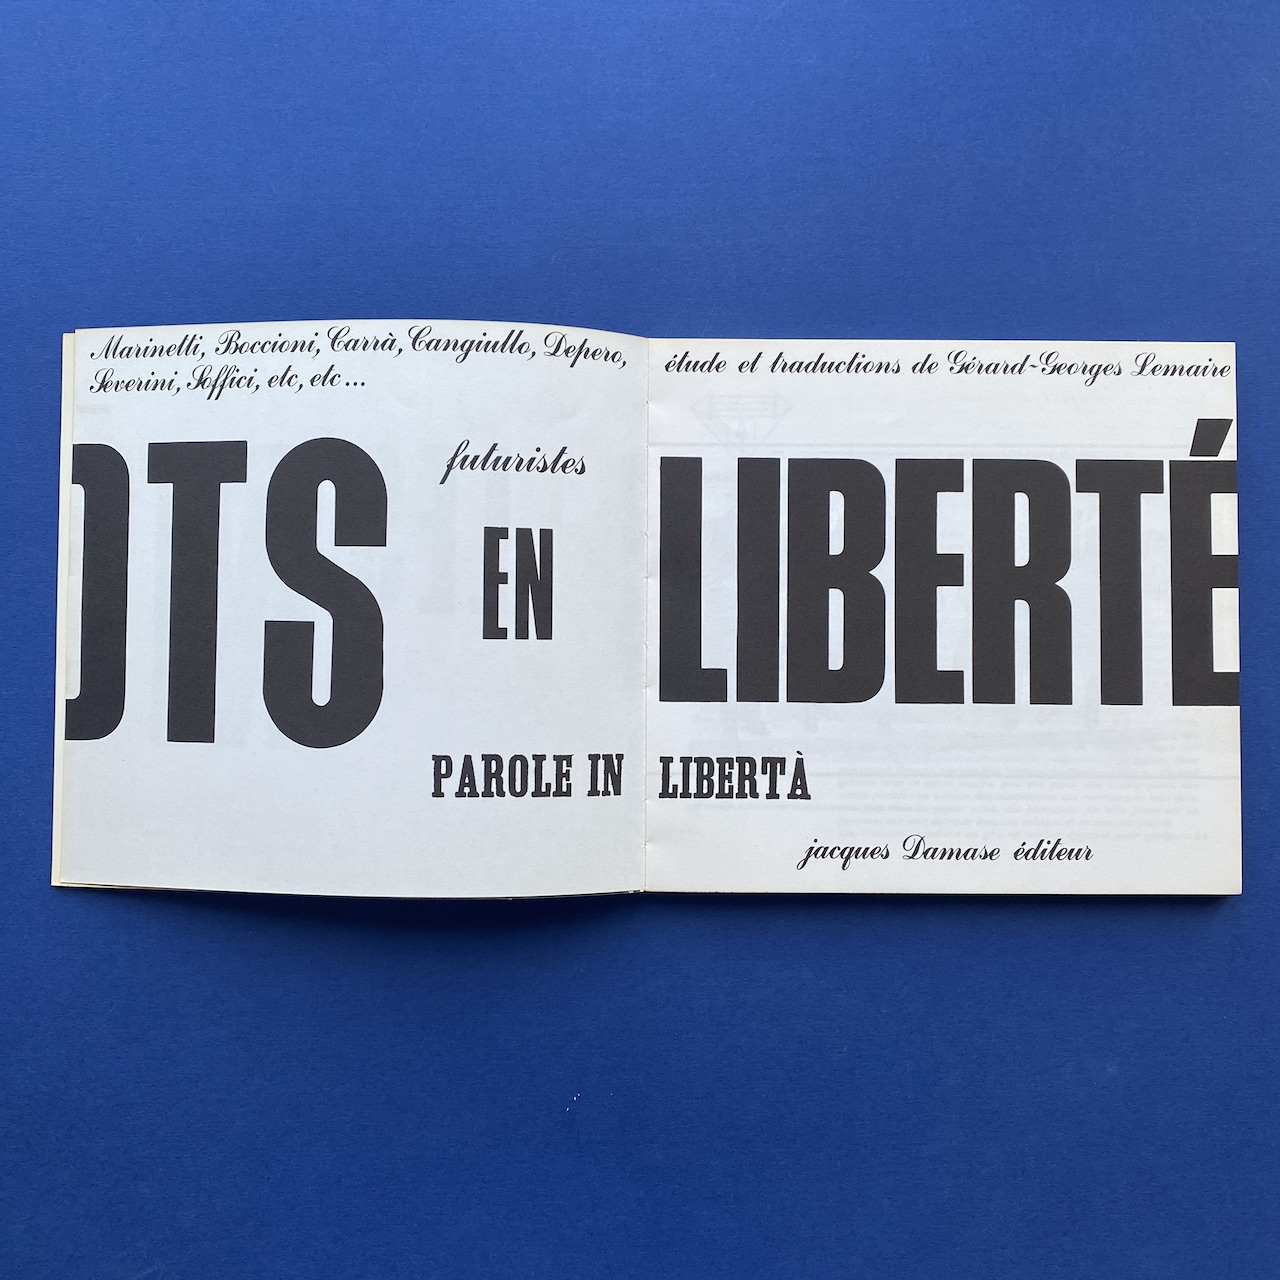 Marinetti, Boccioni, Carrà, Cangiullo, Depero,
Severini, Soffici, etc, etc...
OTS
futuristes
EN
PAROLE IN
étude et traductions de Gérard-Georges Lemaire
LIBERTÉ
LIBERTÀ
jacques Damase éditeur